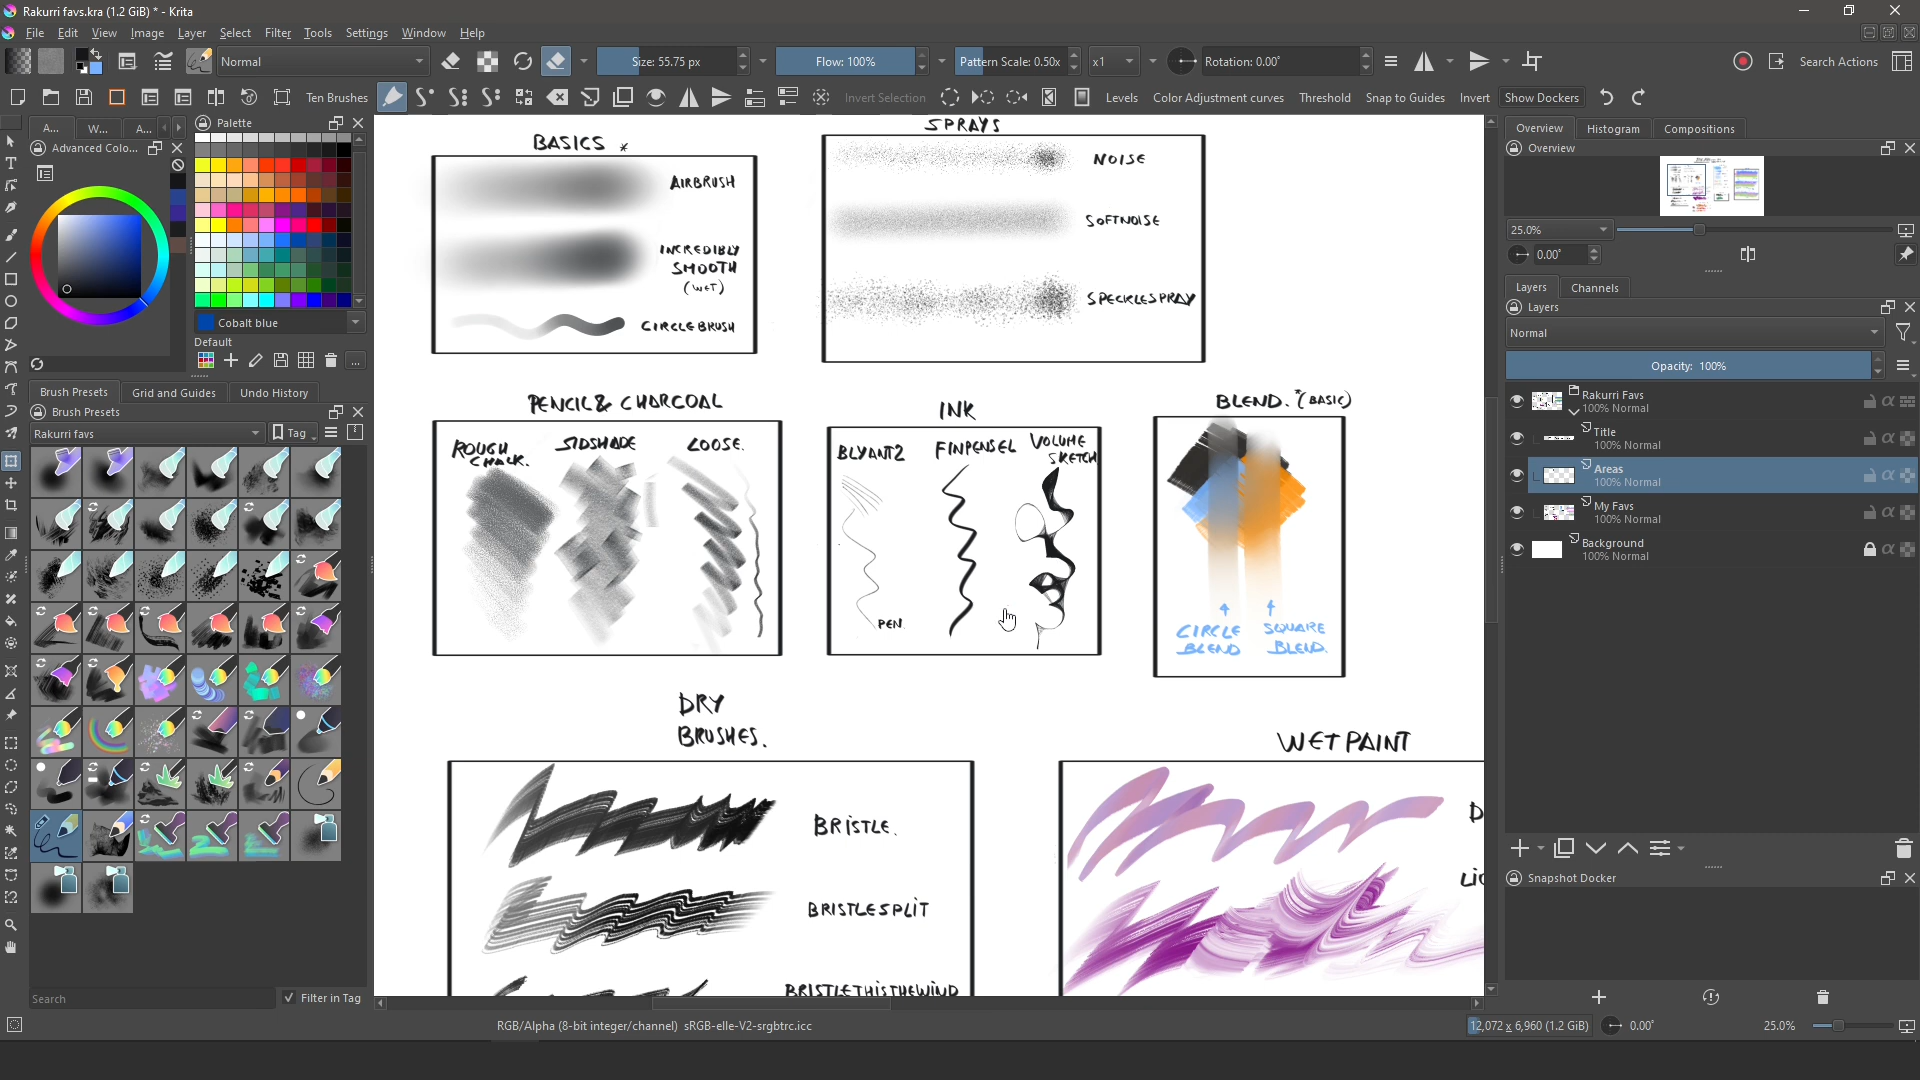 Rakurri favs.kra (1.2 GiB) * - Krita
File Edit View Image Layer Select Filter Tools Settings Window Help
Normal
Size: 55.75 px
Flow: 100%
Pattern Scale: 0.50x
x1
Rotation: 0.00°
Search Actions
Ten Brushes
Invert Selection
Levels
Color Adjustment curves
Threshold
Snap to Guides
Invert
Show Dockers
A...
W...
A...
Advanced Colo...
Palette
Cobalt blue
Default
...
Brush Presets
Grid and Guides
Undo History
Brush Presets
Rakurri favs
Tag
Search
Filter in Tag
BASICS *
AIRBRUSH
INCREDIBLY
SMOOTH
(WET)
CIRCLEBRUSH
SPRAYS
NOISE
SOFTNOISE
SPECKLESPRAY
PENCIL & CHARCOAL
ROUGH
CHALK.
SIDSHADE
LOOSE.
INK
BLYANT2
FINPENSEL
VOLUME
SKETCH
PEN.
BLEND. *(BASIC)
CIRCLE
BLEND
SQUARE
BLEND.
DRY
BRUSHES.
BRISTLE.
BRISTLESPLIT
BRISTLETHISTHEWIND
WET PAINT
D
LIC
Overview
Histogram
Compositions
Overview
25.0%
0.00°
Layers
Channels
Layers
Normal
Opacity: 100%
Rakurri Favs
100% Normal
Title
100% Normal
Areas
100% Normal
My Favs
100% Normal
Background
100% Normal
Snapshot Docker
RGB/Alpha (8-bit integer/channel) sRGB-elle-V2-srgbtrc.icc
12,072 x 6,960 (1.2 GiB)
0.00°
25.0%